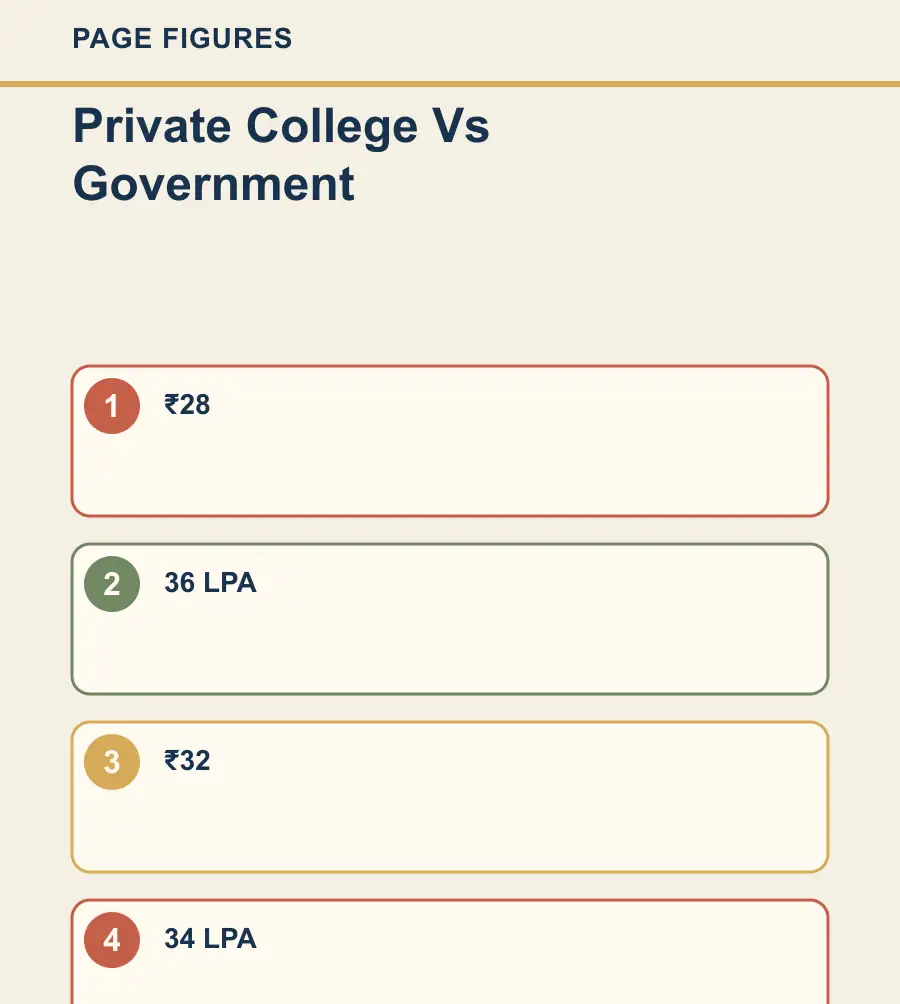 PAGE FIGURES
Private College Vs
Government
1
₹28
2
36 LPA
3
₹32
4
34 LPA